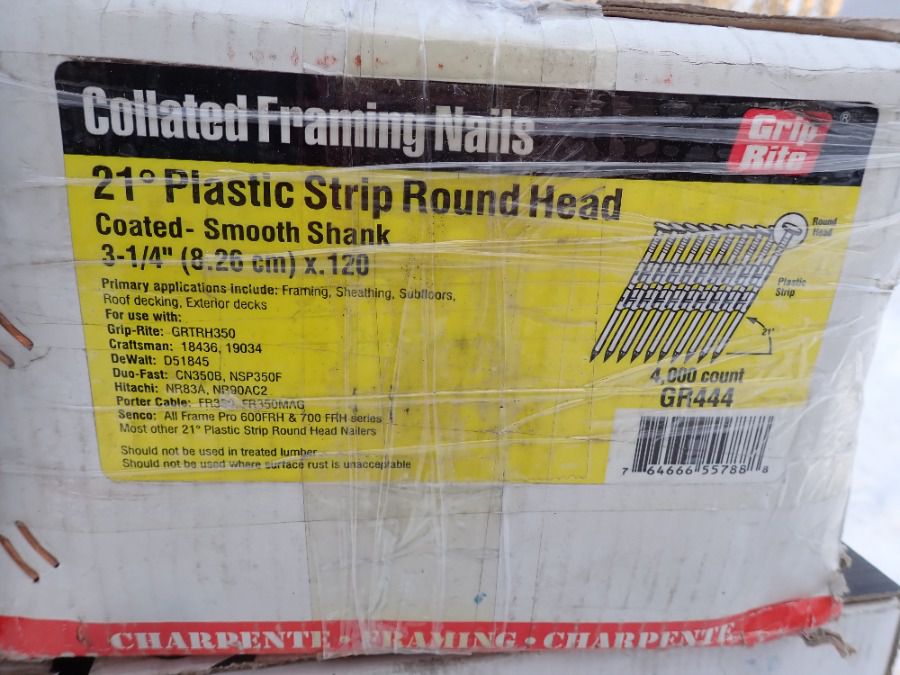 Collated Framing Nails
Grip Rite ®
21° Plastic Strip Round Head
Coated- Smooth Shank
3-1/4" (8.26 cm) x .120
Primary applications include: Framing, Sheathing, Subfloors,
Roof decking, Exterior decks
For use with:
Grip-Rite: GRTRH350
Craftsman: 18436, 19034
DeWalt: D51845
Duo-Fast: CN350B, NSP350F
Hitachi: NR83A, NR90AC2
Porter Cable: FR350, FR350MAG
Senco: All Frame Pro 600FRH & 700 FRH series
Most other 21° Plastic Strip Round Head Nailers
Should not be used in treated lumber
Should not be used where surface rust is unacceptable
Round
Head
Plastic
Strip
21°
4,000 count
GR444
7 64666 55788 8
CHARPENTE • FRAMING • CHARPENTE